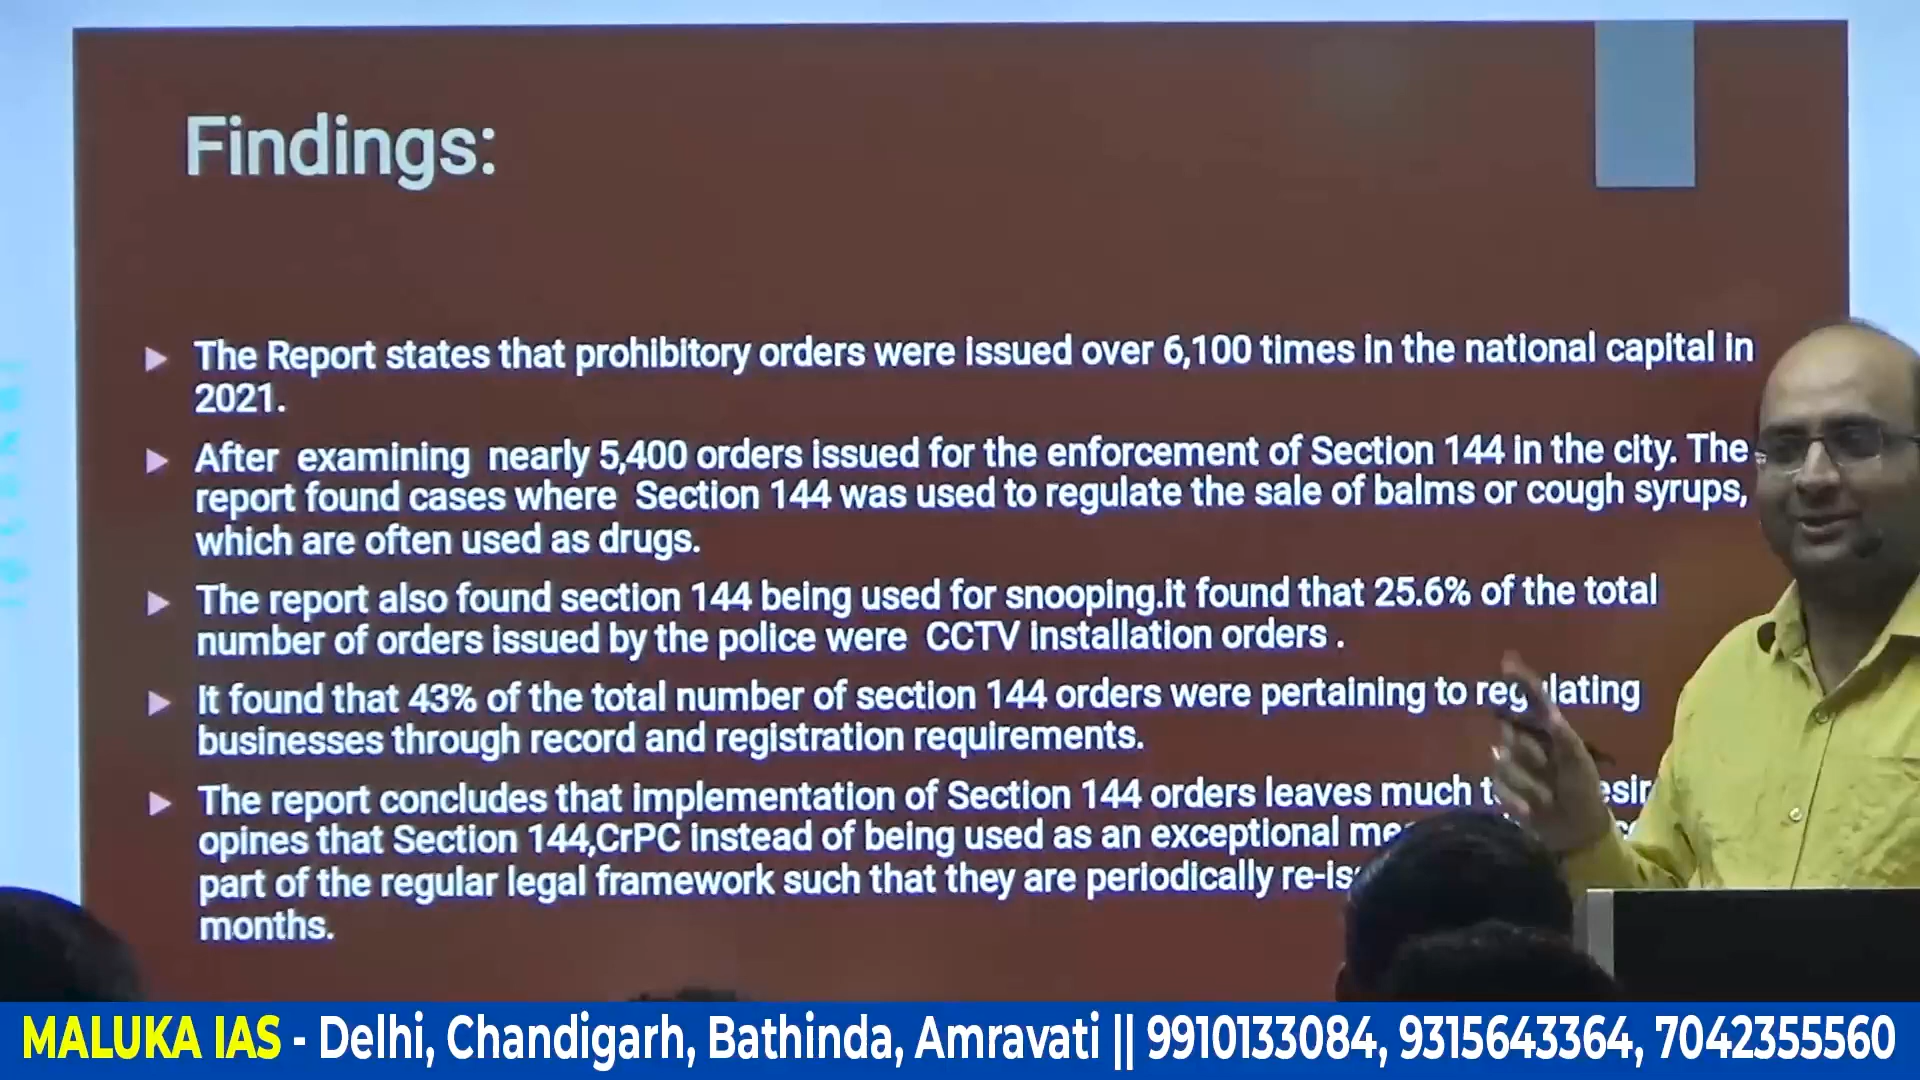 Findings:
The Report states that prohibitory orders were issued over 6,100 times in the national capital in
2021.
After examining nearly 5,400 orders issued for the enforcement of Section 144 in the city. The
report found cases where Section 144 was used to regulate the sale of balms or cough syrups,
which are often used as drugs.
The report also found section 144 being used for snooping.it found that 25.6% of the total
number of orders issued by the police were CCTV installation orders .
It found that 43% of the total number of section 144 orders were pertaining to regulating
businesses through record and registration requirements.
The report concludes that implementation of Section 144 orders leaves much
opines that Section 144,CrPC instead of being used as an exceptional
part of the regular legal framework such that they are periodically
months.
MALUKA IAS - Delhi, Chandigarh, Bathinda, Amravati || 9910133084, 9315643364, 7042355560